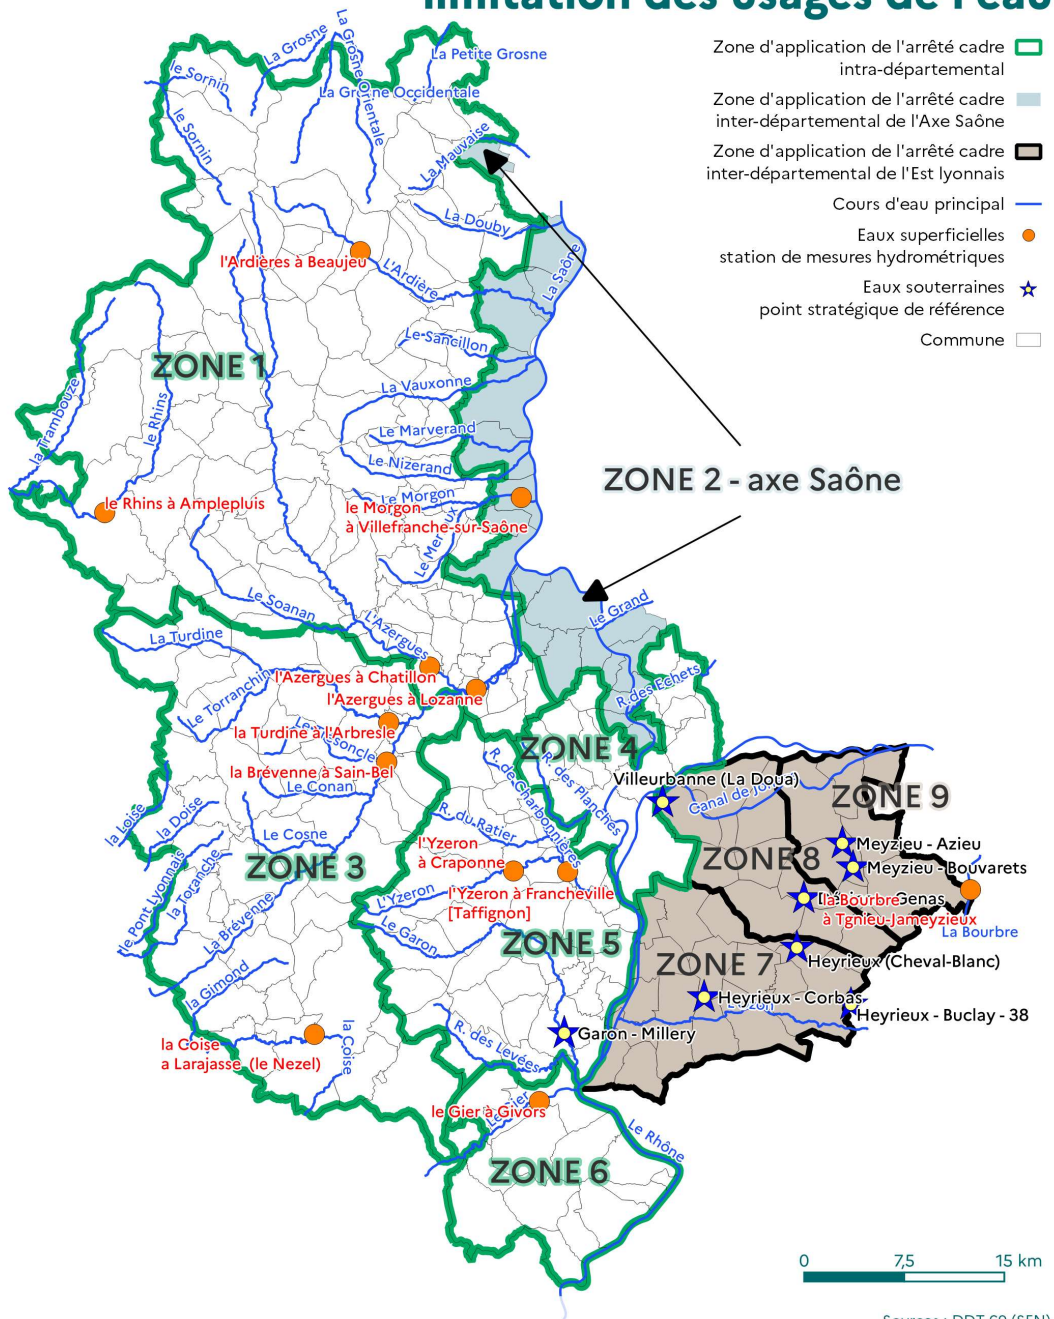 limitation des usages de l'eau
Zone d'application de l'arrêté cadre
intra-départemental
Zone d'application de l'arrêté cadre
inter-départemental de l'Axe Saône
Zone d'application de l'arrêté cadre
inter-départemental de l'Est lyonnais
Cours d'eau principal
Eaux superficielles
station de mesures hydrométriques
Eaux souterraines
point stratégique de référence
Commune
La Grosne
La Grosne Orientale
La Petite Grosne
le Sornin
La Grosne Occidentale
le Sornin
La Mauvaise
La Douby
La Saône
l'Ardières à Beaujeu
L'Ardière
Le Sancillon
ZONE 1
La Vauxonne
la Trambouze
le Rhins
Le Marverand
Le Nizerand
ZONE 2 - axe Saône
Le Morgon
le Rhins à Amplepluis
le Morgon
à Villefranche-sur-Saône
Le Grand
Le Soanan
L'Azergues
La Turdine
l'Azergues à Chatillon
R. des Echets
l'Azergues à Lozanne
Le Torranchin
la Turdine à l'Arbresle
ZONE 4
la Brévenne à Sain-Bel
Villeurbanne (La Doua)
Le Conan
R. de Charbonnières
R. des Planches
ZONE 9
la Loise
la Doise
R. du Ratier
Le Cosne
l'Yzeron
à Craponne
Meyzieu - Azieu
ZONE 8
ZONE 3
Meyzieu - Bouvarets
la Toranche
le Pont Lyonnais
L'Yzeron
l'Yzeron à Francheville
[Taffignon]
Genas
la Bourbre
à Tgnieu-Jameyzieux
La Brévenne
Le Garon
La Bourbre
ZONE 5
Heyrieux (Cheval-Blanc)
ZONE 7
la Gimond
Heyrieux - Corbas
Heyrieux - Buclay - 38
Garon - Millery
la Coise
R. des Levées
la Coise
a Larajasse (le Nezel)
le Gier à Givors
Le Rhône
ZONE 6
0 7,5 15 km